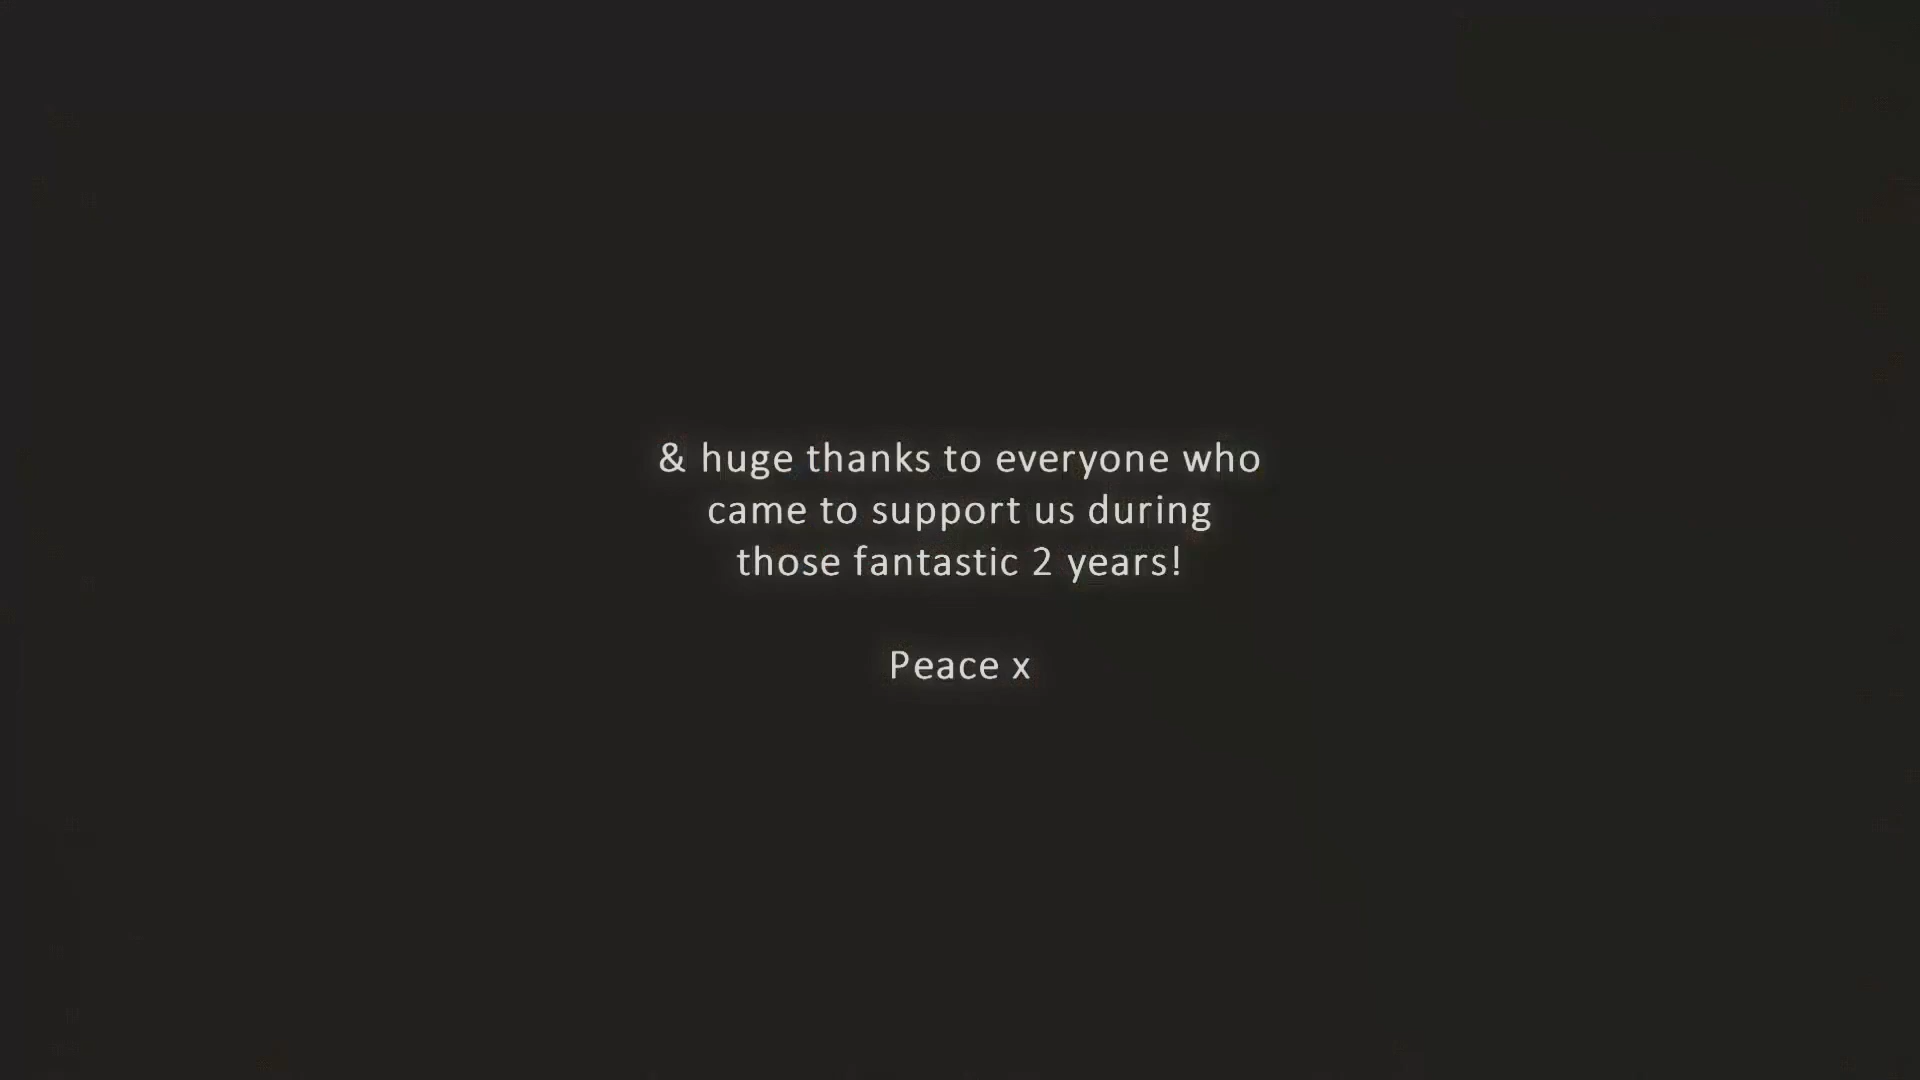 & huge thanks to everyone who
came to support us during
those fantastic 2 years!
Peace x